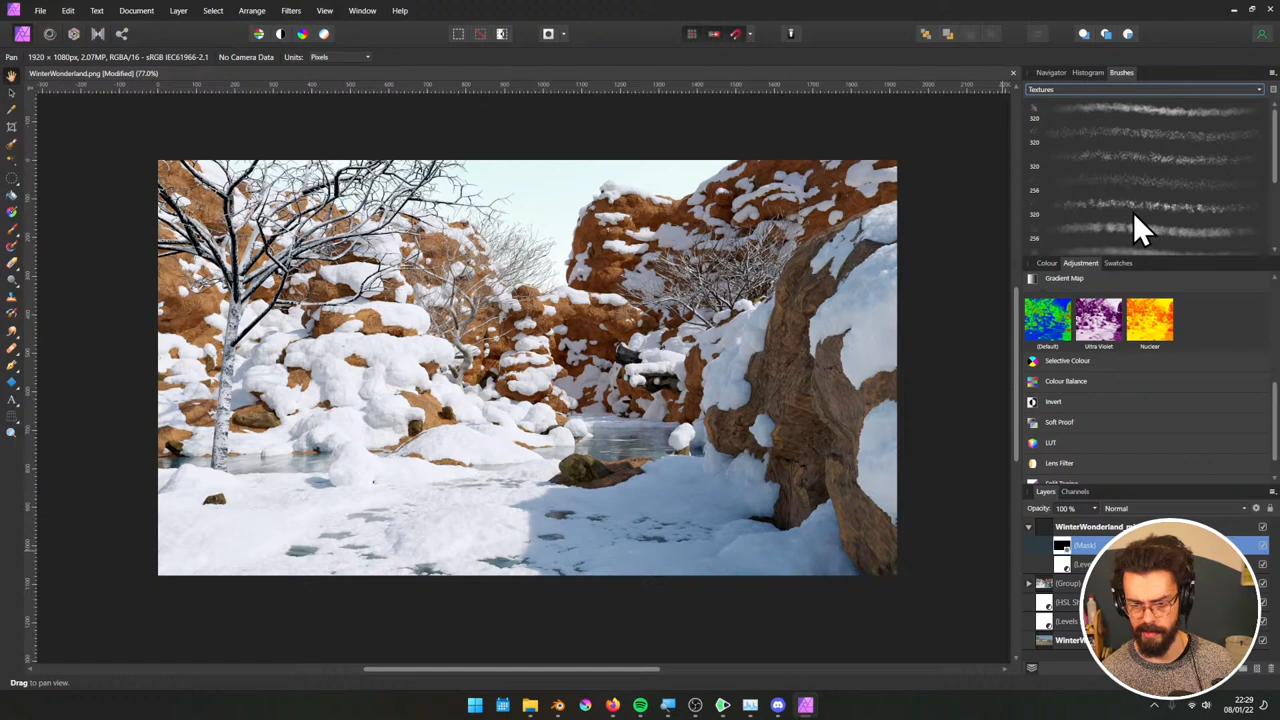 File Edit Text Document Layer Select Arrange Filters View Window Help
Pan 1920 × 1080px, 2.07MP, RGBA/16 - sRGB IEC61966-2.1 No Camera Data Units: Pixels
WinterWonderland.png [Modified] (77.0%)
Navigator Histogram Brushes
Textures
320
320
320
256
320
256
Colour Adjustment Swatches
Gradient Map
(Default) Ultra Violet Nuclear
Selective Colour
Colour Balance
Invert
Soft Proof
LUT
Lens Filter
Split Toning
Layers Channels
Opacity: 100 % Normal
(Mask)
(Group)
(HSL Sh
(Levels
Drag to pan view.
22:29
08/01/22